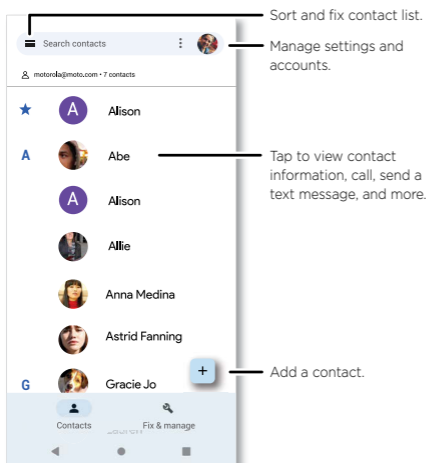 Sort and fix contact list.
Search contacts
Manage settings and
accounts.
motorola@moto.com • 7 contacts
A Alison
A Abe
Tap to view contact
information, call, send a
text message, and more.
A Alison
Allie
Anna Medina
Astrid Fanning
+
Add a contact.
G Gracie Jo
Contacts Fix & manage